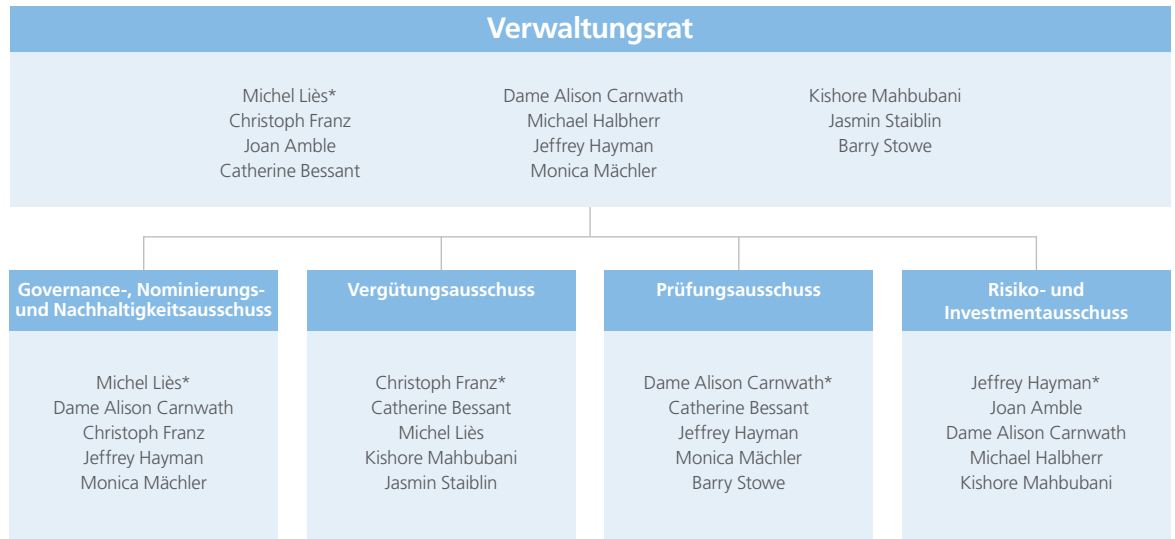 Verwaltungsrat
Michel Liès*
Christoph Franz
Joan Amble
Catherine Bessant
Dame Alison Carnwath
Michael Halbherr
Jeffrey Hayman
Monica Mächler
Kishore Mahbubani
Jasmin Staiblin
Barry Stowe
Governance-, Nominierungs-
und Nachhaltigkeitsausschuss
Michel Liès*
Dame Alison Carnwath
Christoph Franz
Jeffrey Hayman
Monica Mächler
Vergütungsausschuss
Christoph Franz*
Catherine Bessant
Michel Liès
Kishore Mahbubani
Jasmin Staiblin
Prüfungsausschuss
Dame Alison Carnwath*
Catherine Bessant
Jeffrey Hayman
Monica Mächler
Barry Stowe
Risiko- und
Investmentausschuss
Jeffrey Hayman*
Joan Amble
Dame Alison Carnwath
Michael Halbherr
Kishore Mahbubani